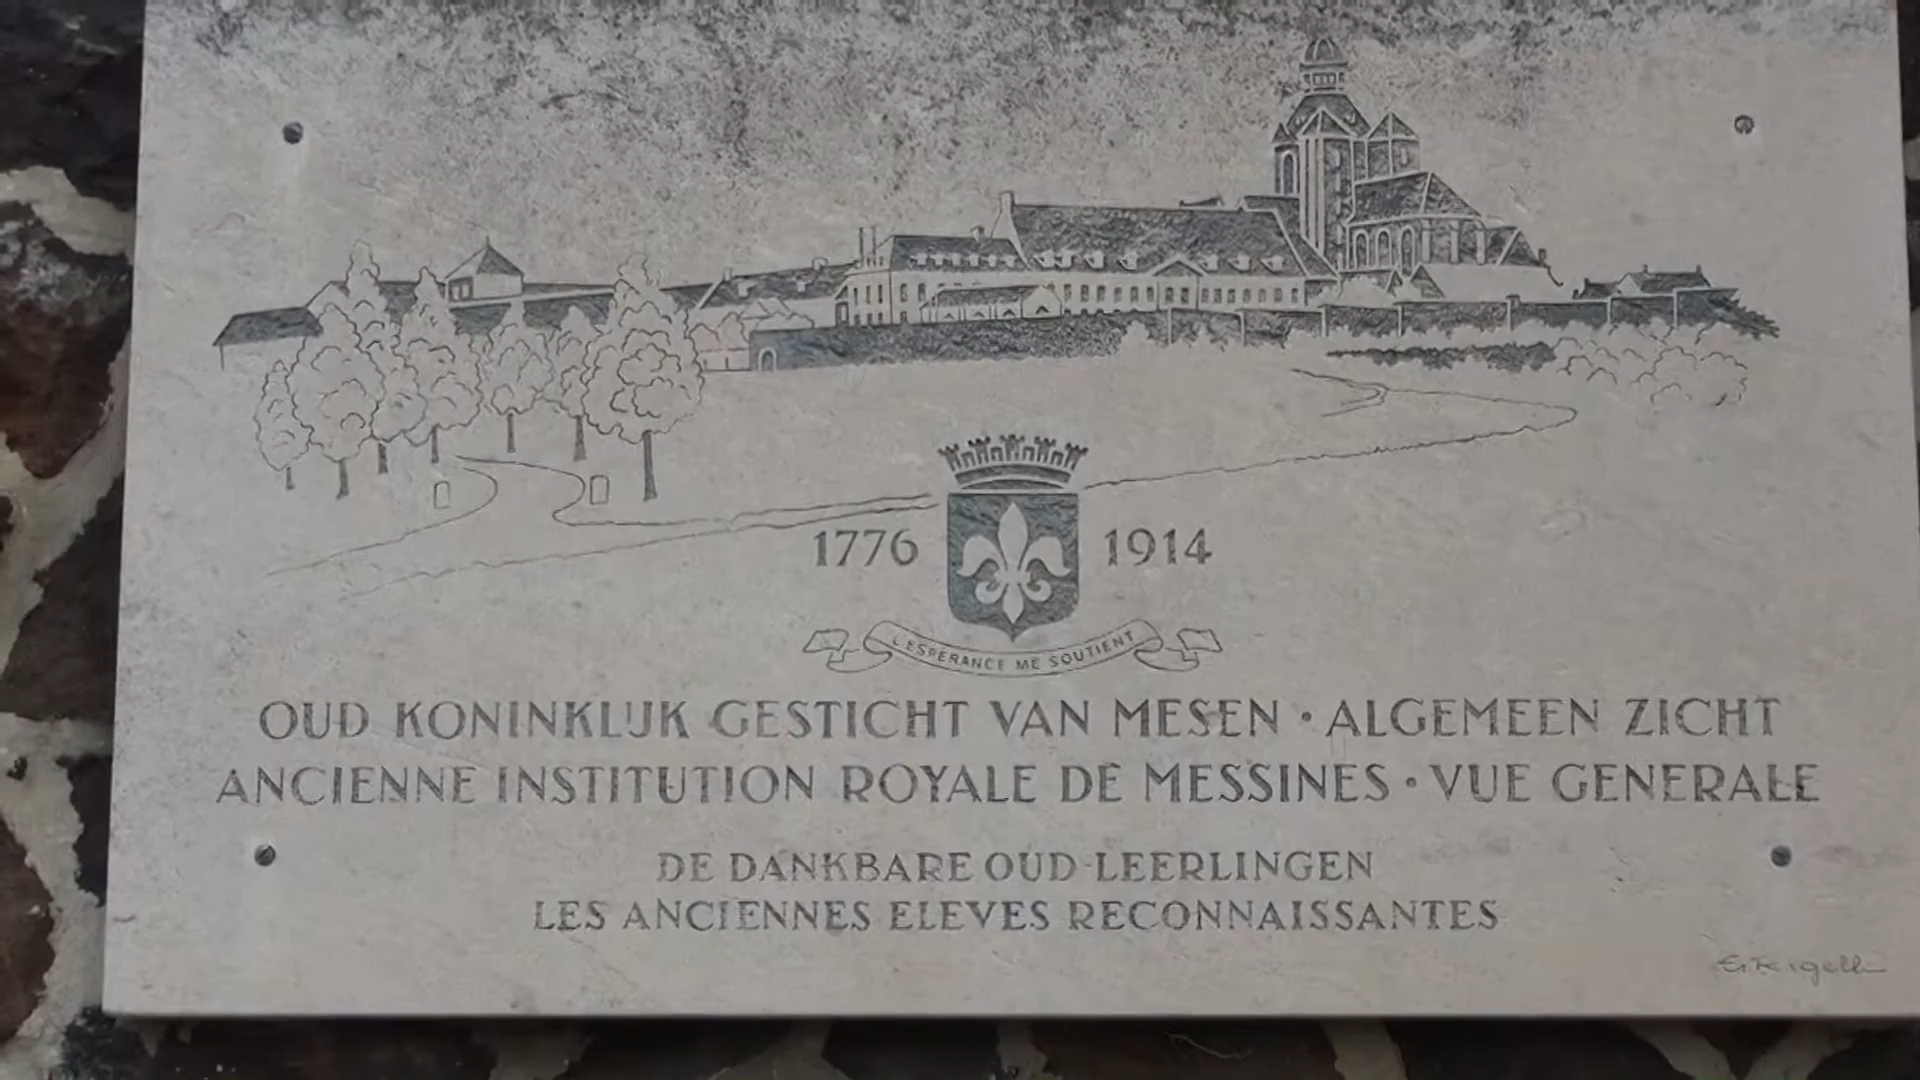 1776 1914
L'ESPERANCE ME SOUTIENT
OUD KONINKLIJK GESTICHT VAN MESEN · ALGEMEEN ZICHT
ANCIENNE INSTITUTION ROYALE DE MESSINES · VUE GENERALE
DE DANKBARE OUD-LEERLINGEN
LES ANCIENNES ELEVES RECONNAISSANTES